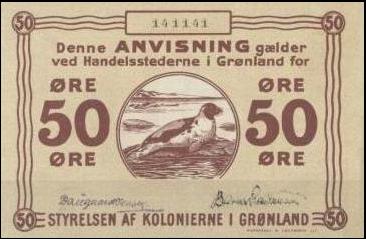 50 141141 50
Denne ANVISNING gælder
ved Handelsstederne i Grønland for
ØRE ØRE
50 50
ØRE ØRE
50 STYRELSEN AF KOLONIERNE I GRØNLAND 50